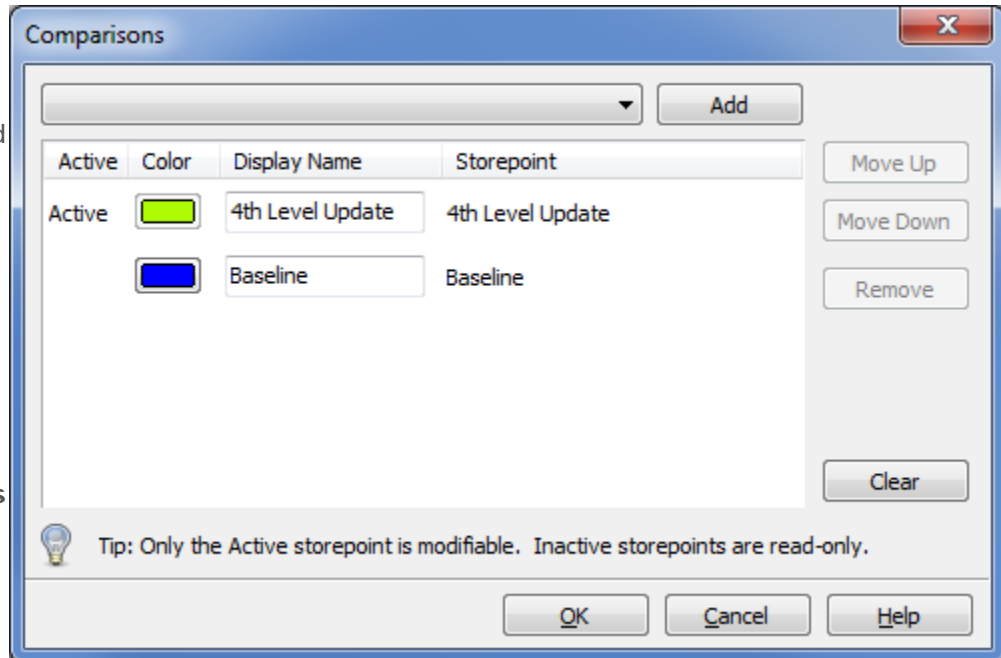 Comparisons
Add
Active Color Display Name Storepoint
Move Up
Active 4th Level Update 4th Level Update
Move Down
Baseline Baseline
Remove
Clear
Tip: Only the Active storepoint is modifiable. Inactive storepoints are read-only.
OK Cancel Help